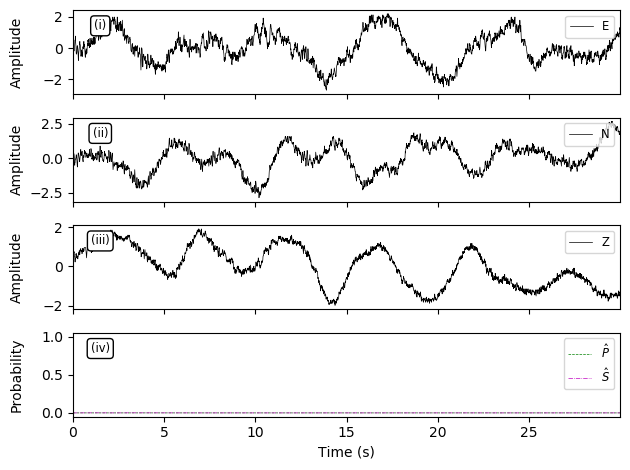 Amplitude
2
0
−2
(i)
E
Amplitude
2.5
0.0
−2.5
(ii)
N
Amplitude
2
0
−2
(iii)
Z
Probability
1.0
0.5
0.0
(iv)
P̂
Ŝ
0 5 10 15 20 25
Time (s)